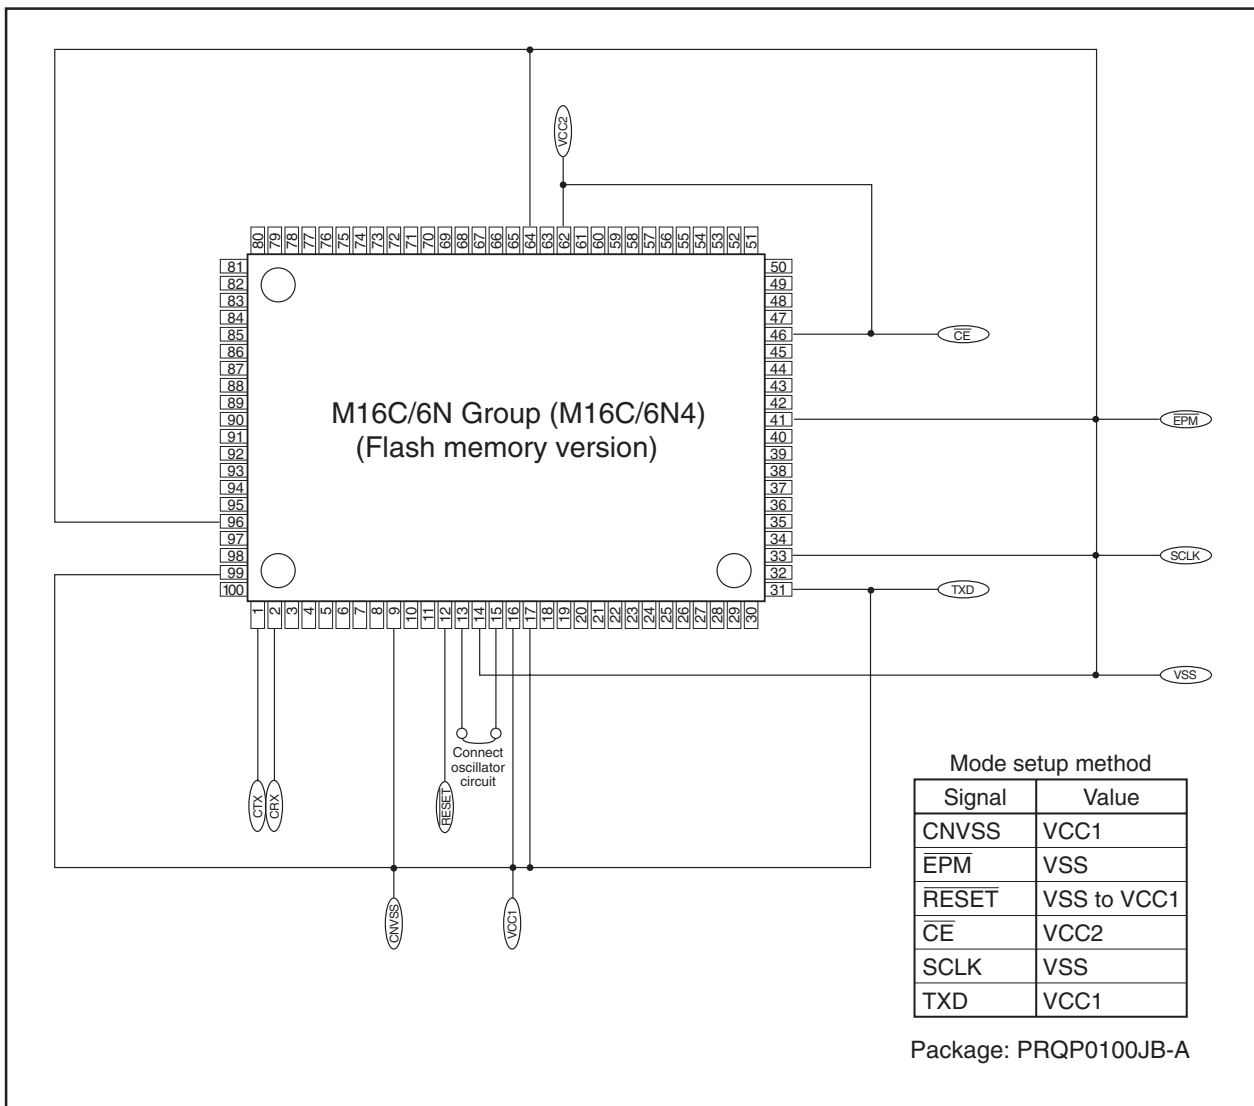 VCC2
80 79 78 77 76 75 74 73 72 71 70 69 68 67 66 65 64 63 62 61 60 59 58 57 56 55 54 53 52 51
81 50
82 49
83 48
84 47
85 46 CE
86 45
87 44
88 43
89 42
90 41 EPM
91 40
92 39
93 38
94 37
95 36
96 35
97 34
98 33 SCLK
99 32
100 31 TXD
M16C/6N Group (M16C/6N4)
(Flash memory version)
1 2 3 4 5 6 7 8 9 10 11 12 13 14 15 16 17 18 19 20 21 22 23 24 25 26 27 28 29 30
VSS
Connect
oscillator
circuit
CTX CRX RESET
CNVSS VCC1
Mode setup method
Signal Value
CNVSS VCC1
EPM VSS
RESET VSS to VCC1
CE VCC2
SCLK VSS
TXD VCC1
Package: PRQP0100JB-A